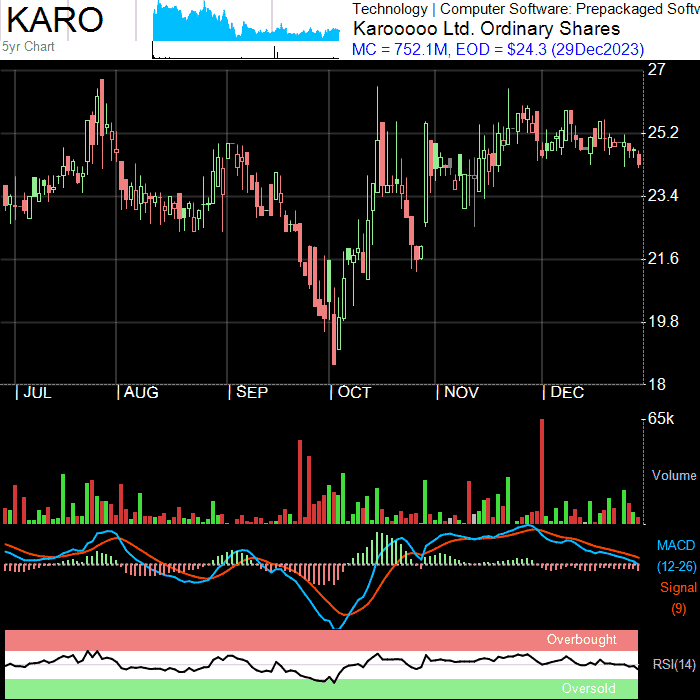 KARO
5yr Chart
Technology | Computer Software: Prepackaged Softw
Karooooo Ltd. Ordinary Shares
MC = 752.1M, EOD = $24.3 (29Dec2023)
27
25.2
23.4
21.6
19.8
18
| JUL | AUG | SEP | OCT | NOV | DEC
65k
Volume
MACD
(12-26)
Signal
(9)
Overbought
RSI(14)
Oversold